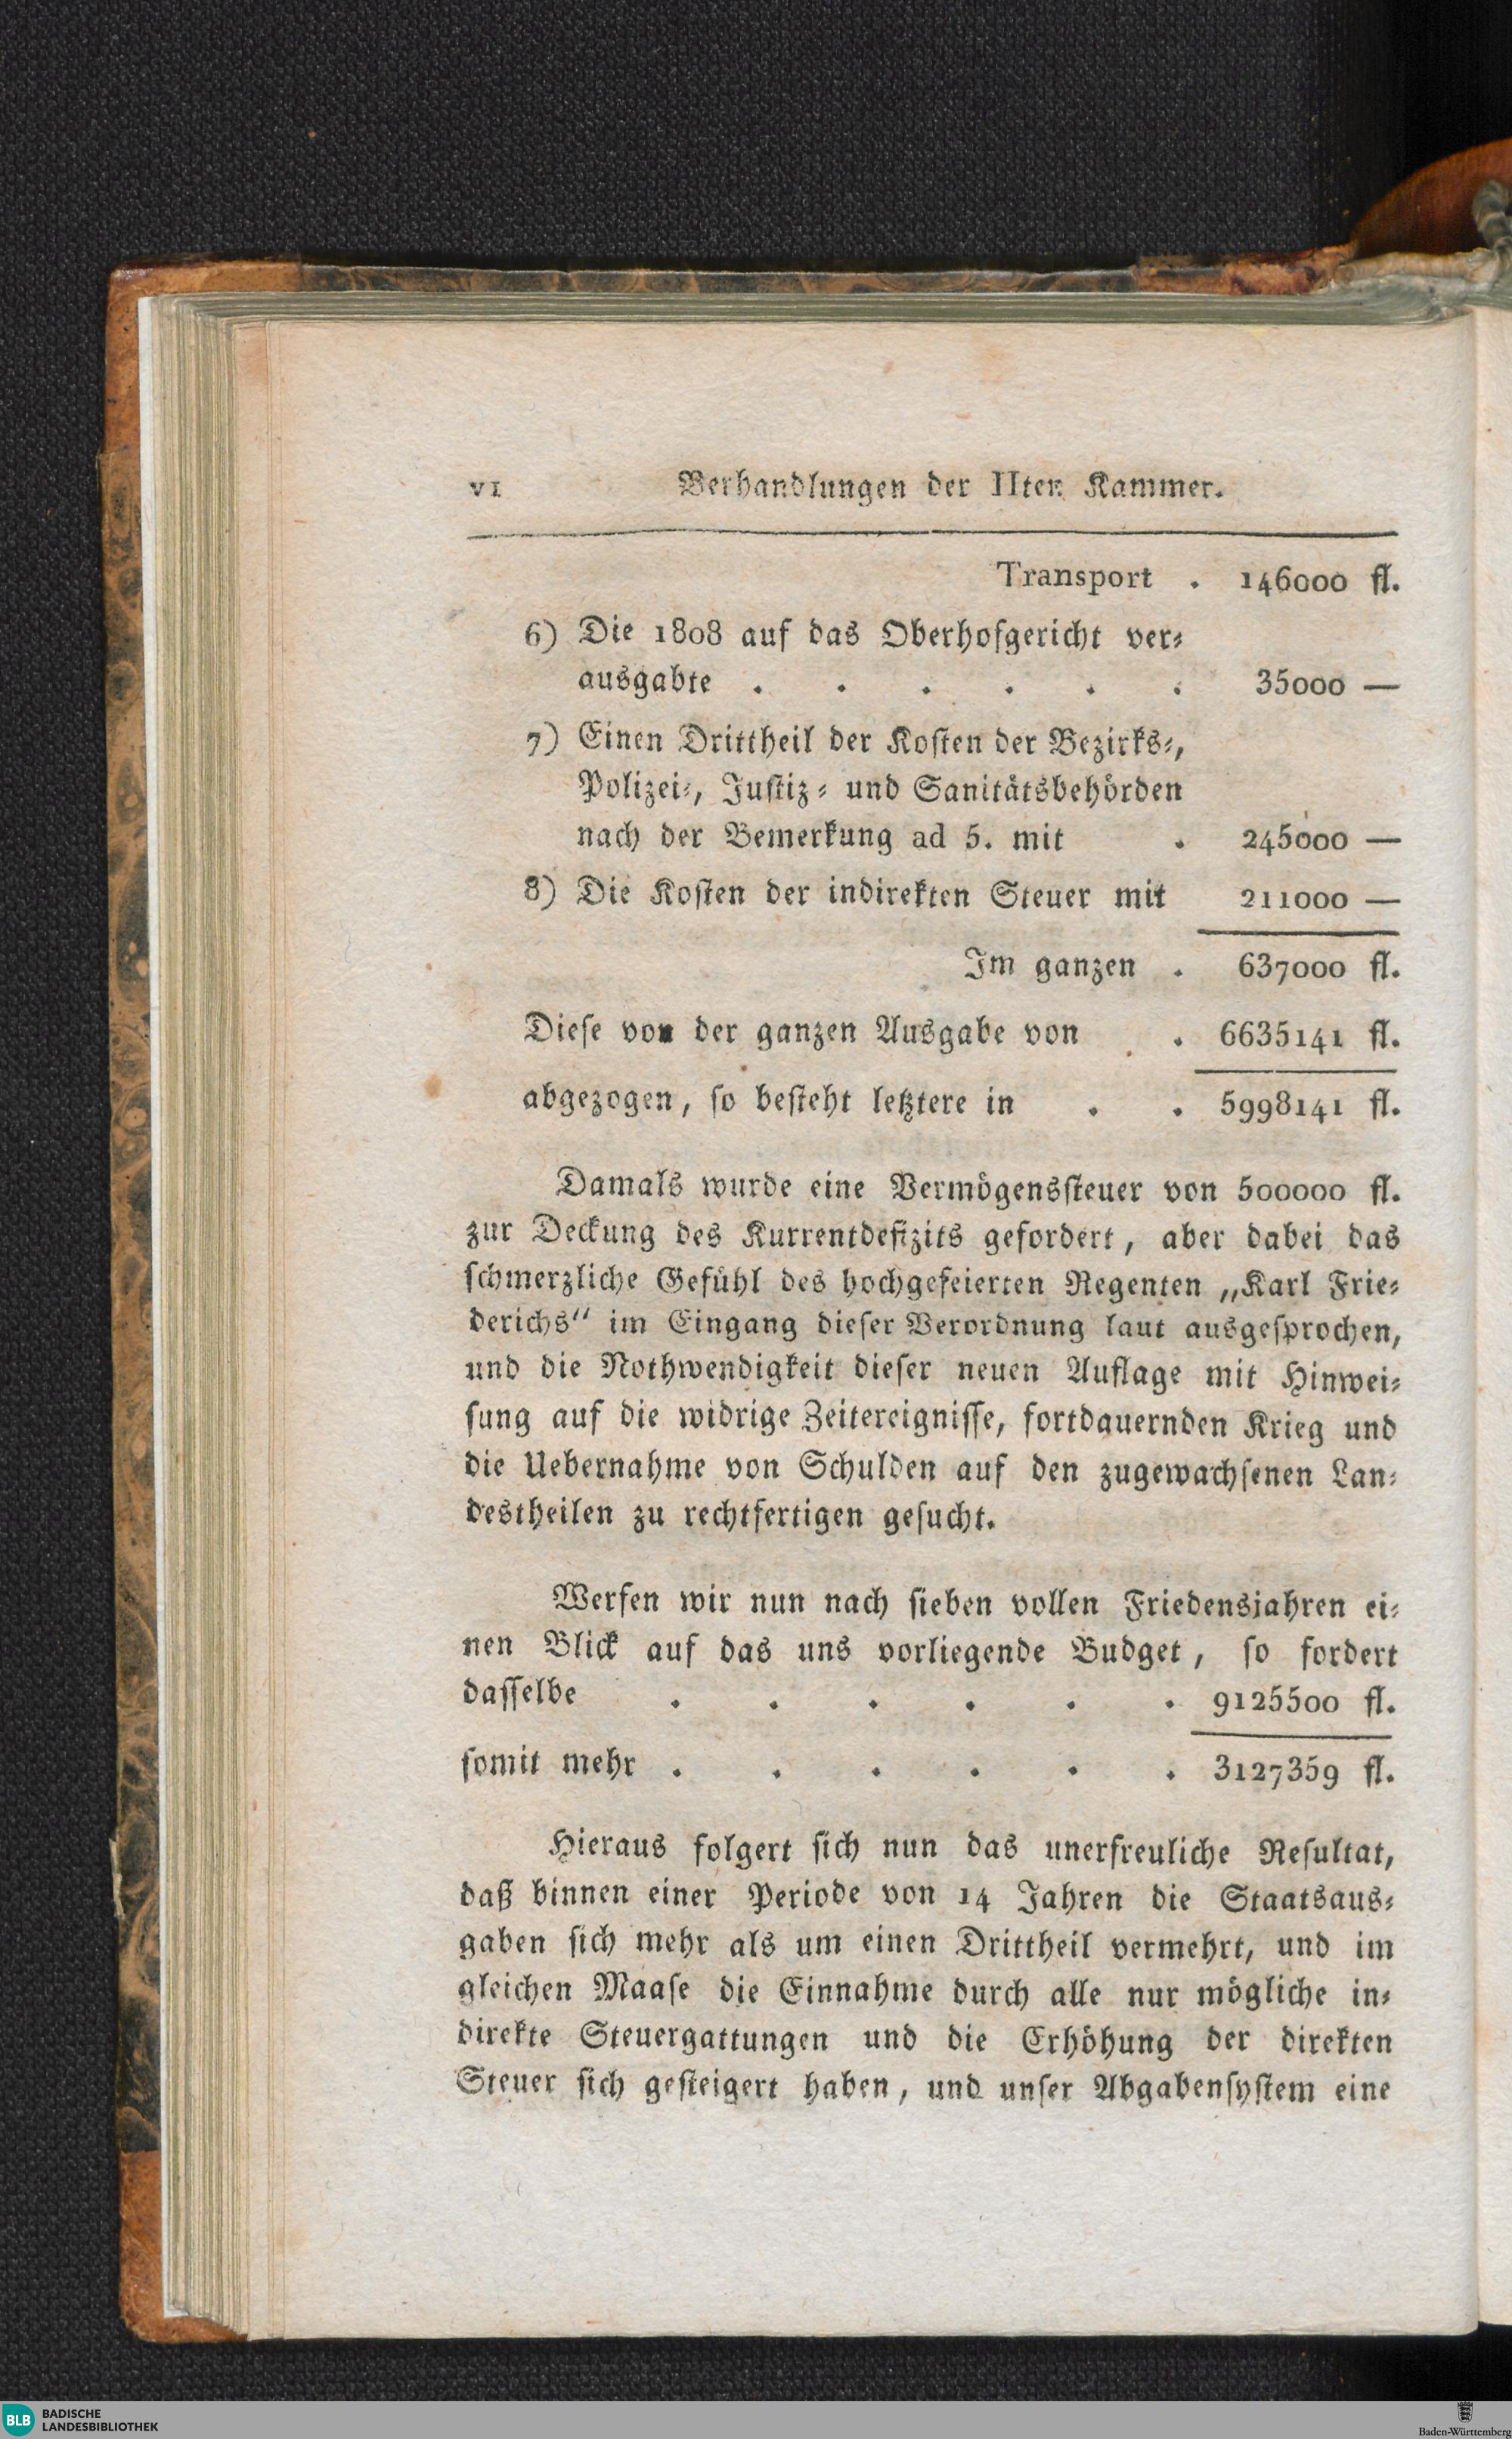 VI Verhandlungen der IIten Kammer.
Transport . 146000 fl.
6) Die 1808 auf das Oberhofgericht ver⸗
ausgabte . . . . . . 35000 —
7) Einen Drittheil der Kosten der Bezirks⸗,
Polizei⸗, Justiz⸗ und Sanitätsbehörden
nach der Bemerkung ad 5. mit . 245000 —
8) Die Kosten der indirekten Steuer mit 211000 —
Im ganzen . 637000 fl.
Diese von der ganzen Ausgabe von . 6635141 fl.
abgezogen, so besteht letztere in . . 5998141 fl.
Damals wurde eine Vermögenssteuer von 500000 fl.
zur Deckung des Kurrentdefizits gefordert, aber dabei das
schmerzliche Gefühl des hochgefeierten Regenten „Karl Frie⸗
derichs“ im Eingang dieser Verordnung laut ausgesprochen,
und die Nothwendigkeit dieser neuen Auflage mit Hinwei⸗
sung auf die widrige Zeitereignisse, fortdauernden Krieg und
die Uebernahme von Schulden auf den zugewachsenen Lan⸗
destheilen zu rechtfertigen gesucht.
Werfen wir nun nach sieben vollen Friedensjahren ei⸗
nen Blick auf das uns vorliegende Budget, so fordert
dasselbe . . . . . . 9125500 fl.
somit mehr . . . . . . 3127359 fl.
Hieraus folgert sich nun das unerfreuliche Resultat,
daß binnen einer Periode von 14 Jahren die Staatsaus⸗
gaben sich mehr als um einen Drittheil vermehrt, und im
gleichen Maase die Einnahme durch alle nur mögliche in⸗
direkte Steuergattungen und die Erhöhung der direkten
Steuer sich gesteigert haben, und unser Abgabensystem eine
BLB BADISCHE
LANDESBIBLIOTHEK
Baden-Württemberg